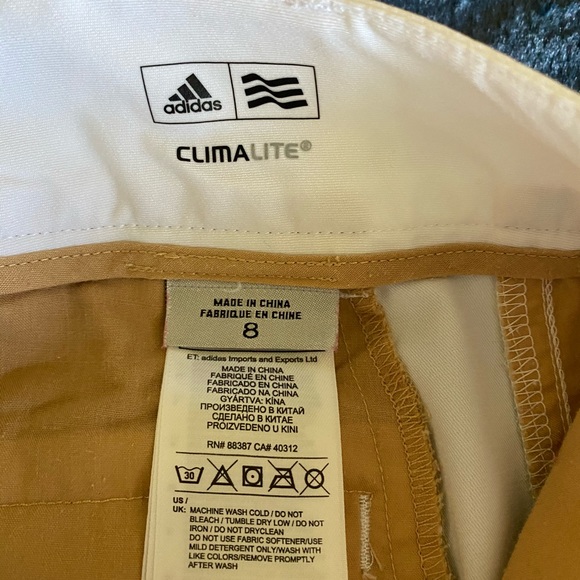 adidas
CLIMALITE®
MADE IN CHINA
FABRIQUE EN CHINE
8
ET: adidas Imports and Exports Ltd
MADE IN CHINA
FABRIQUÉ EN CHINE
FABRICADO EN CHINA
FABRICADO NA CHINA
GYÁRTVA: KÍNA
ПРОИЗВЕДЕНО В КИТАЙ
СДЕЛАНО В КИТАЕ
PROIZVEDENO U KINI
RN# 88387 CA# 40312
30
US /
UK: MACHINE WASH COLD / DO NOT
BLEACH / TUMBLE DRY LOW / DO NOT
IRON / DO NOT DRYCLEAN
DO NOT USE FABRIC SOFTENER/USE
MILD DETERGENT ONLY/WASH WITH
LIKE COLORS/REMOVE PROMPTLY
AFTER WASH